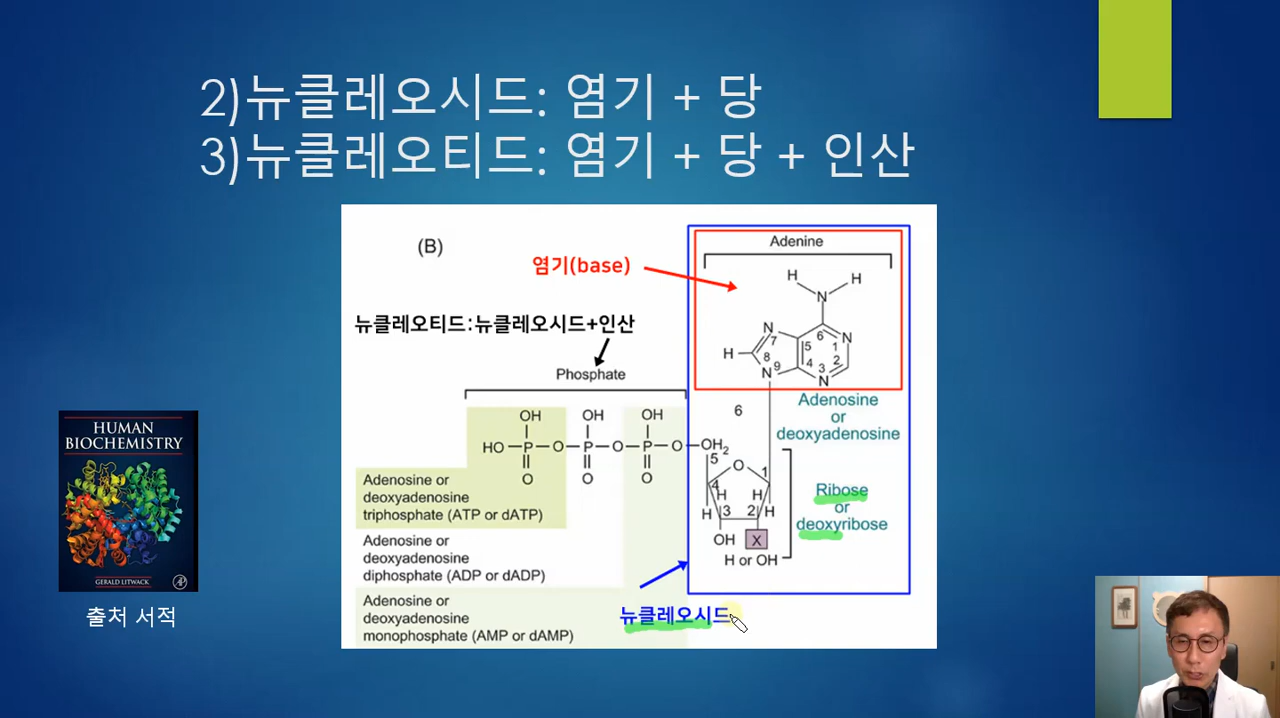 2)뉴클레오시드: 염기 + 당
3)뉴클레오티드: 염기 + 당 + 인산
(B)
염기(base)
Adenine
뉴클레오티드:뉴클레오시드+인산
Phosphate
H H
N
N 7 6 N
5 1
H 8 4 2
N 9 3 N
6
Adenosine
or
deoxyadenosine
OH OH OH
HO P O P O P O OH2
O O O
5
O
4 1
H H
H 3 2 H
OH X
H or OH
Ribose
or
deoxyribose
Adenosine or
deoxyadenosine
triphosphate (ATP or dATP)
Adenosine or
deoxyadenosine
diphosphate (ADP or dADP)
Adenosine or
deoxyadenosine
monophosphate (AMP or dAMP)
뉴클레오시드
HUMAN
BIOCHEMISTRY
GERALD LITWACK
출처 서적